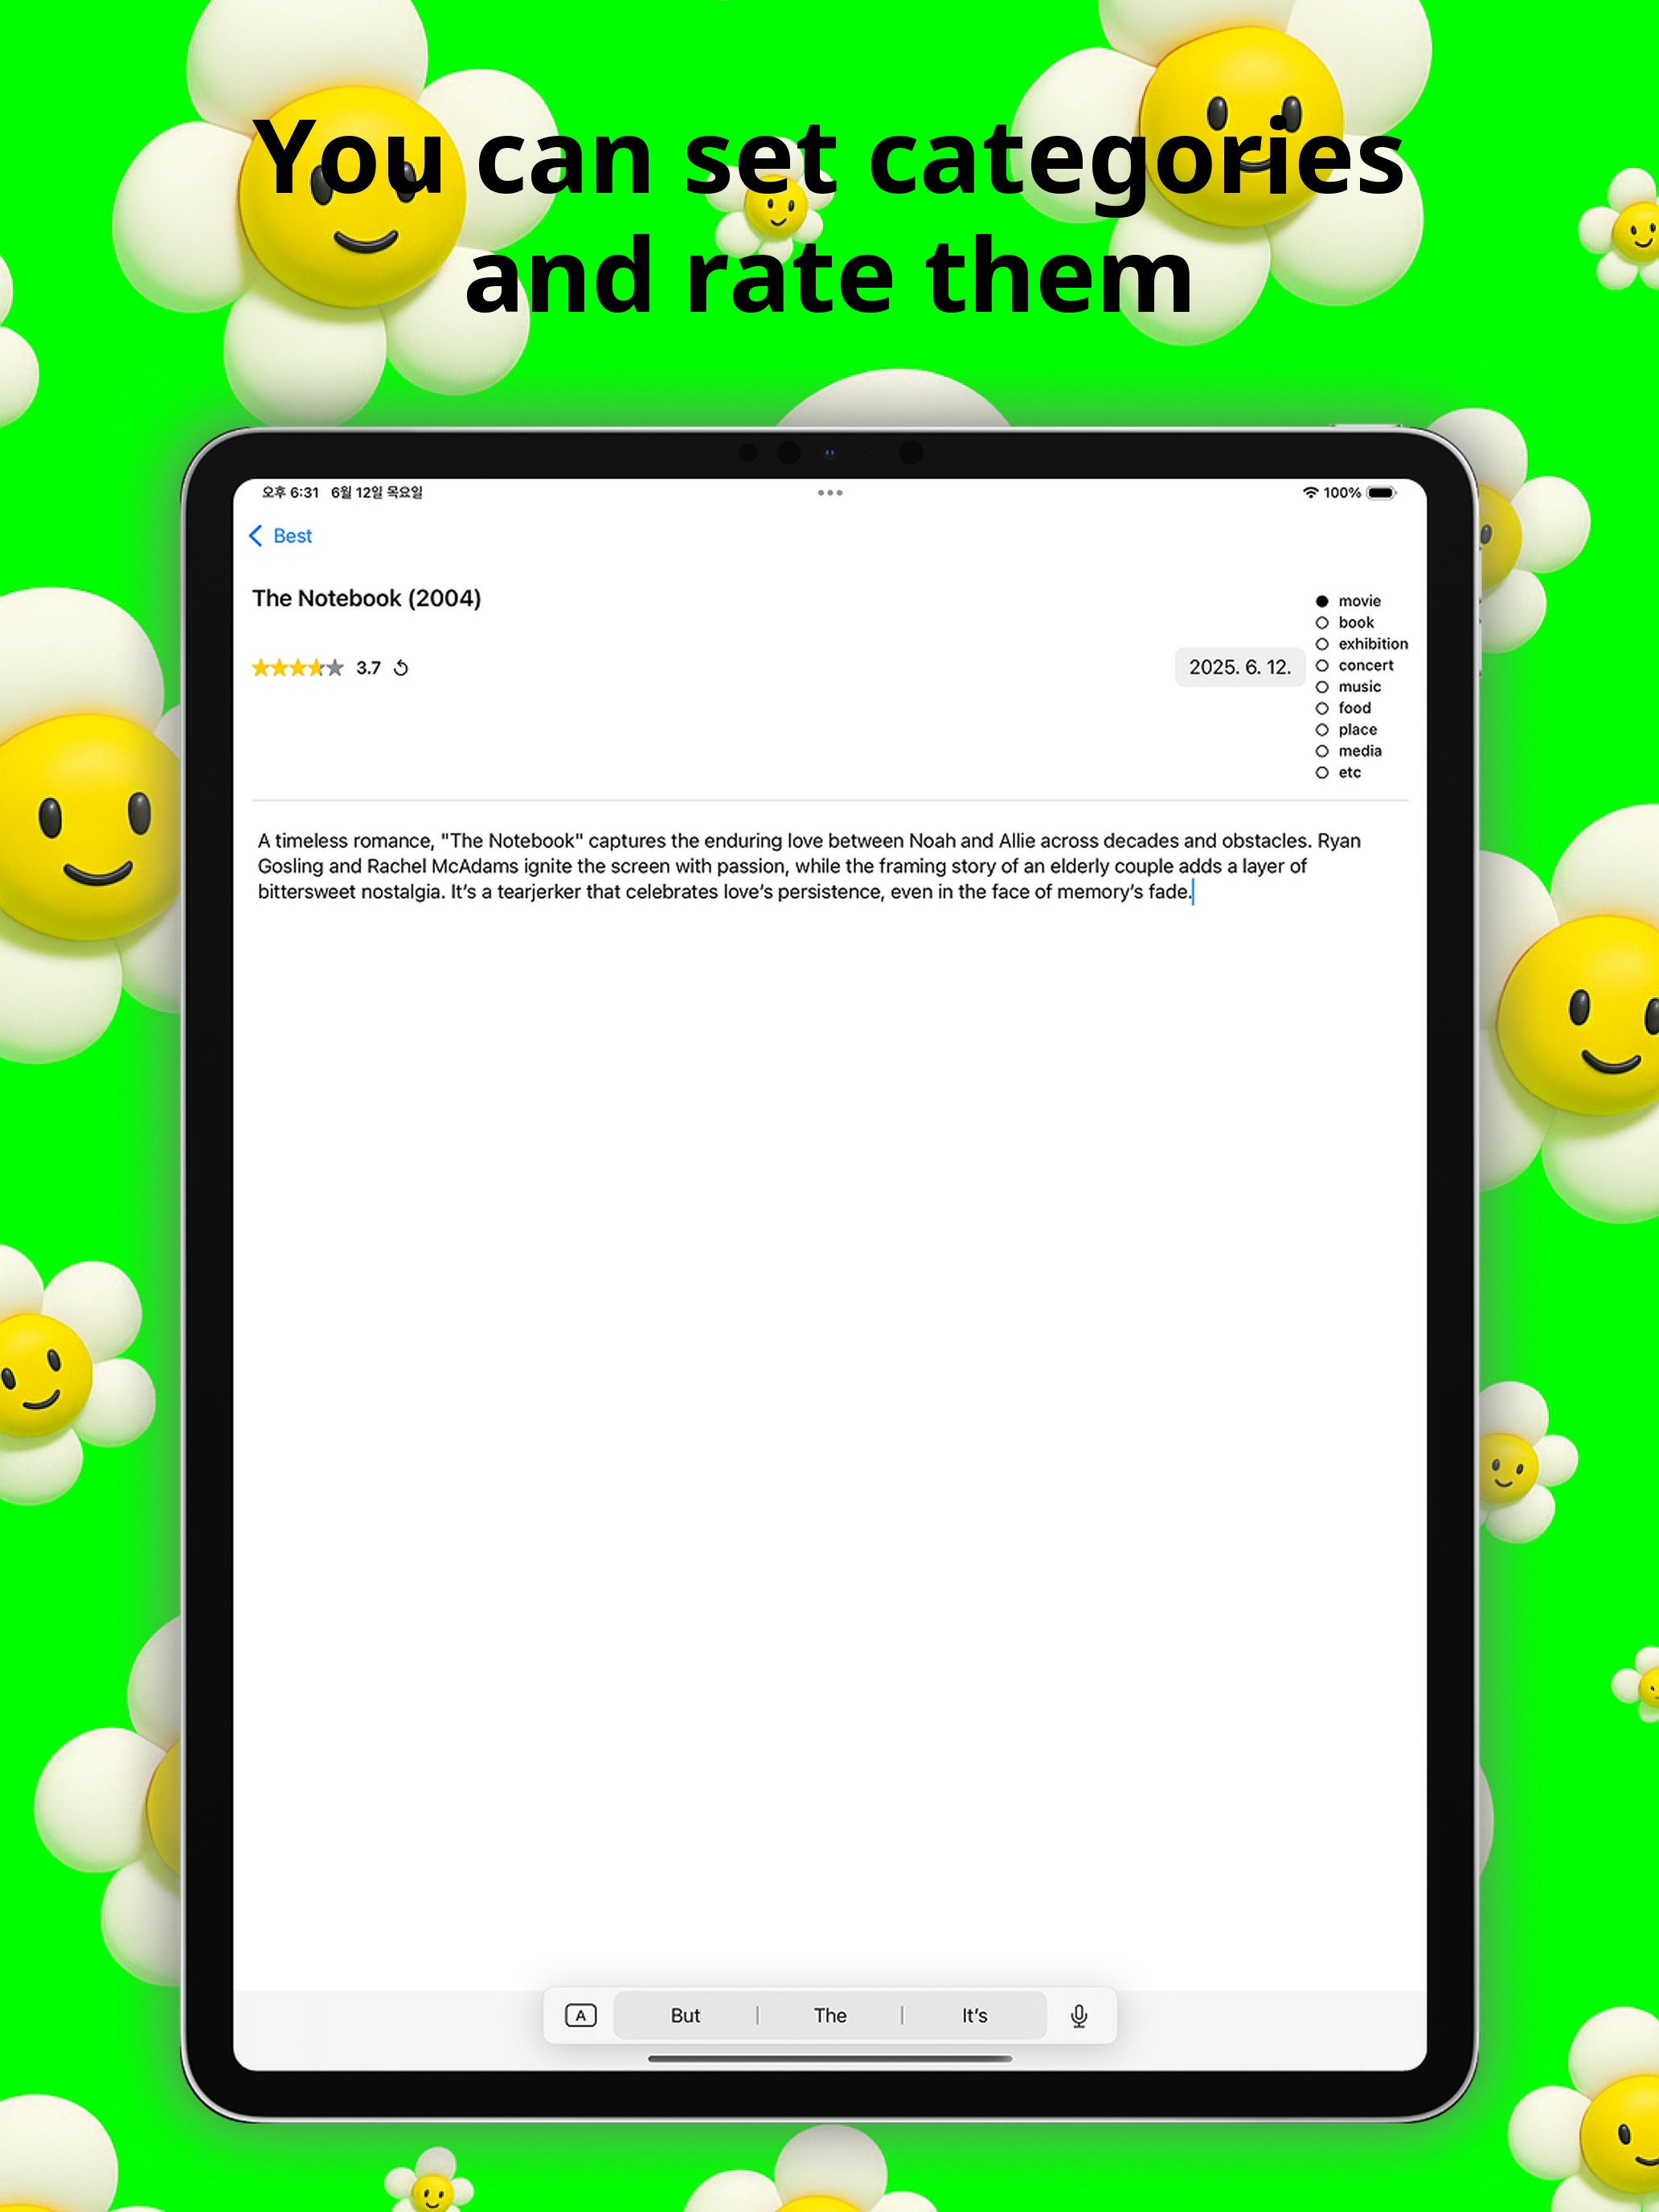 You can set categories
and rate them
오후 6:31 6월 12일 목요일
100%
Best
The Notebook (2004)
3.7
2025. 6. 12.
movie
book
exhibition
concert
music
food
place
media
etc
A timeless romance, "The Notebook" captures the enduring love between Noah and Allie across decades and obstacles. Ryan
Gosling and Rachel McAdams ignite the screen with passion, while the framing story of an elderly couple adds a layer of
bittersweet nostalgia. It’s a tearjerker that celebrates love’s persistence, even in the face of memory’s fade.
A
But The It’s